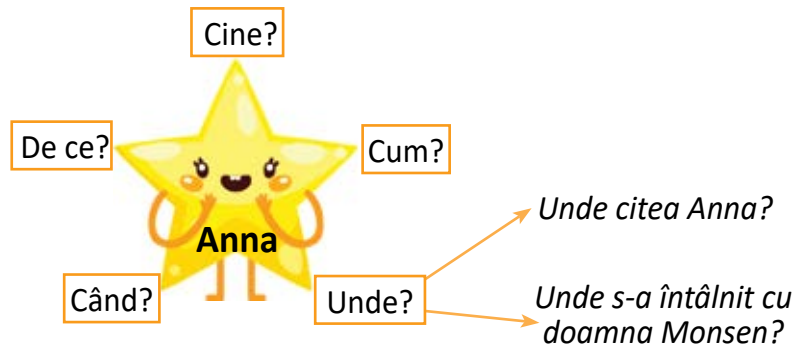 Cine?
De ce?
Cum?
Anna
Când?
Unde?
Unde citea Anna?
Unde s-a întâlnit cu
doamna Monsen?